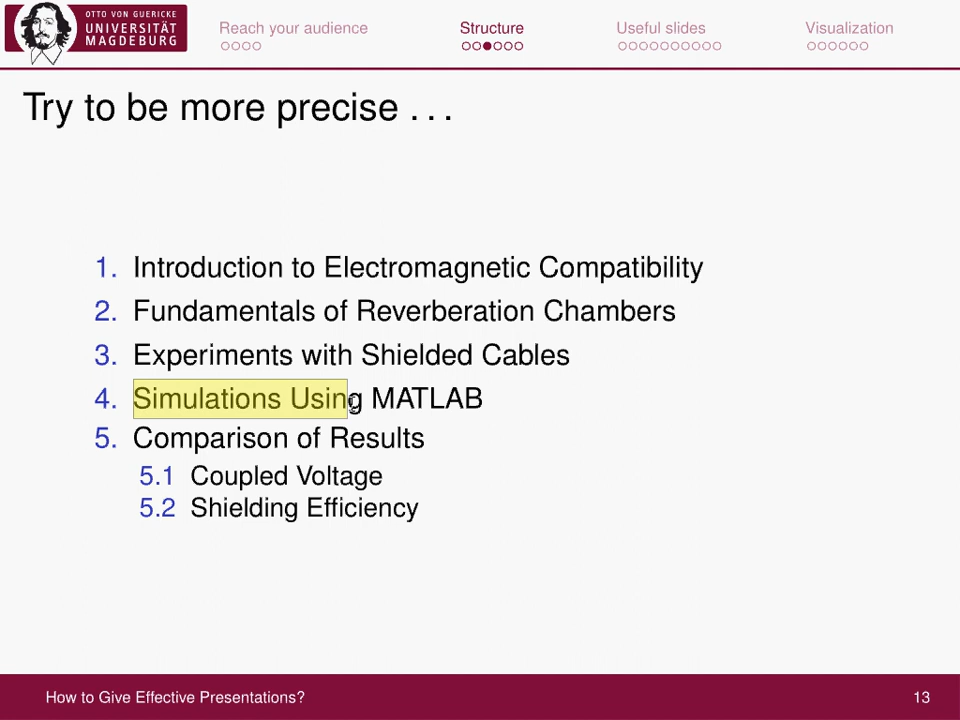 OTTO VON GUERICKE
UNIVERSITÄT
MAGDEBURG
Reach your audience
Structure
Useful slides
Visualization
Try to be more precise . . .
1. Introduction to Electromagnetic Compatibility
2. Fundamentals of Reverberation Chambers
3. Experiments with Shielded Cables
4. Simulations Using MATLAB
5. Comparison of Results
5.1 Coupled Voltage
5.2 Shielding Efficiency
How to Give Effective Presentations?
13